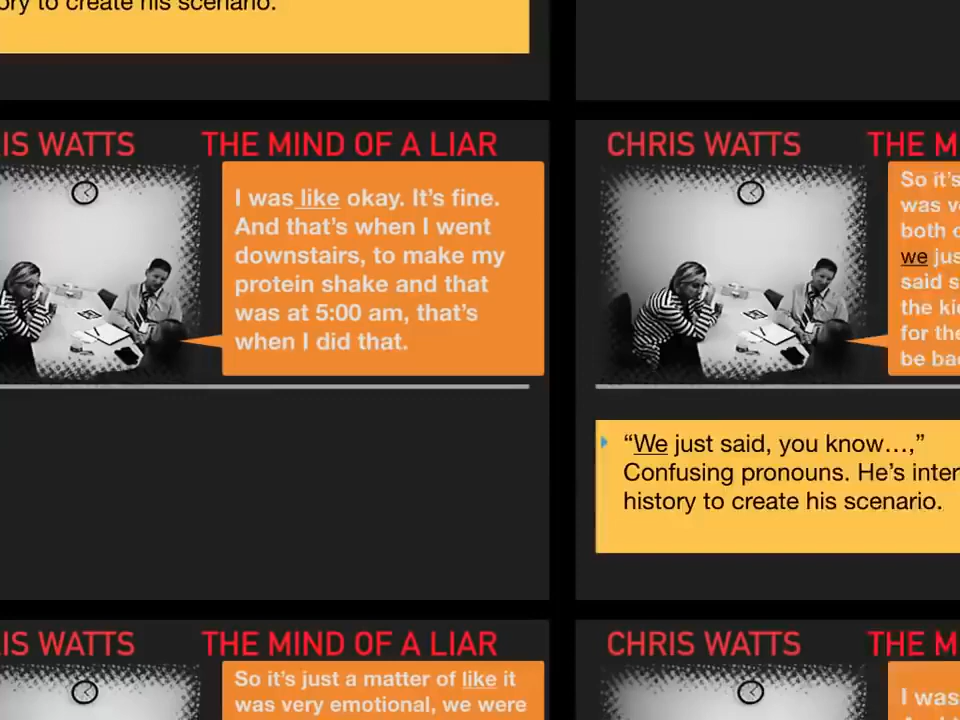 ory to create his scenario.
IS WATTS THE MIND OF A LIAR
I was like okay. It's fine.
And that's when I went
downstairs, to make my
protein shake and that
was at 5:00 am, that's
when I did that.
CHRIS WATTS THE M
So it's
was ve
both
we jus
said s
the ki
for the
be ba
“We just said, you know…,”
Confusing pronouns. He's inter
history to create his scenario.
IS WATTS THE MIND OF A LIAR
So it's just a matter of like it
was very emotional, we were
CHRIS WATTS THE M
I was